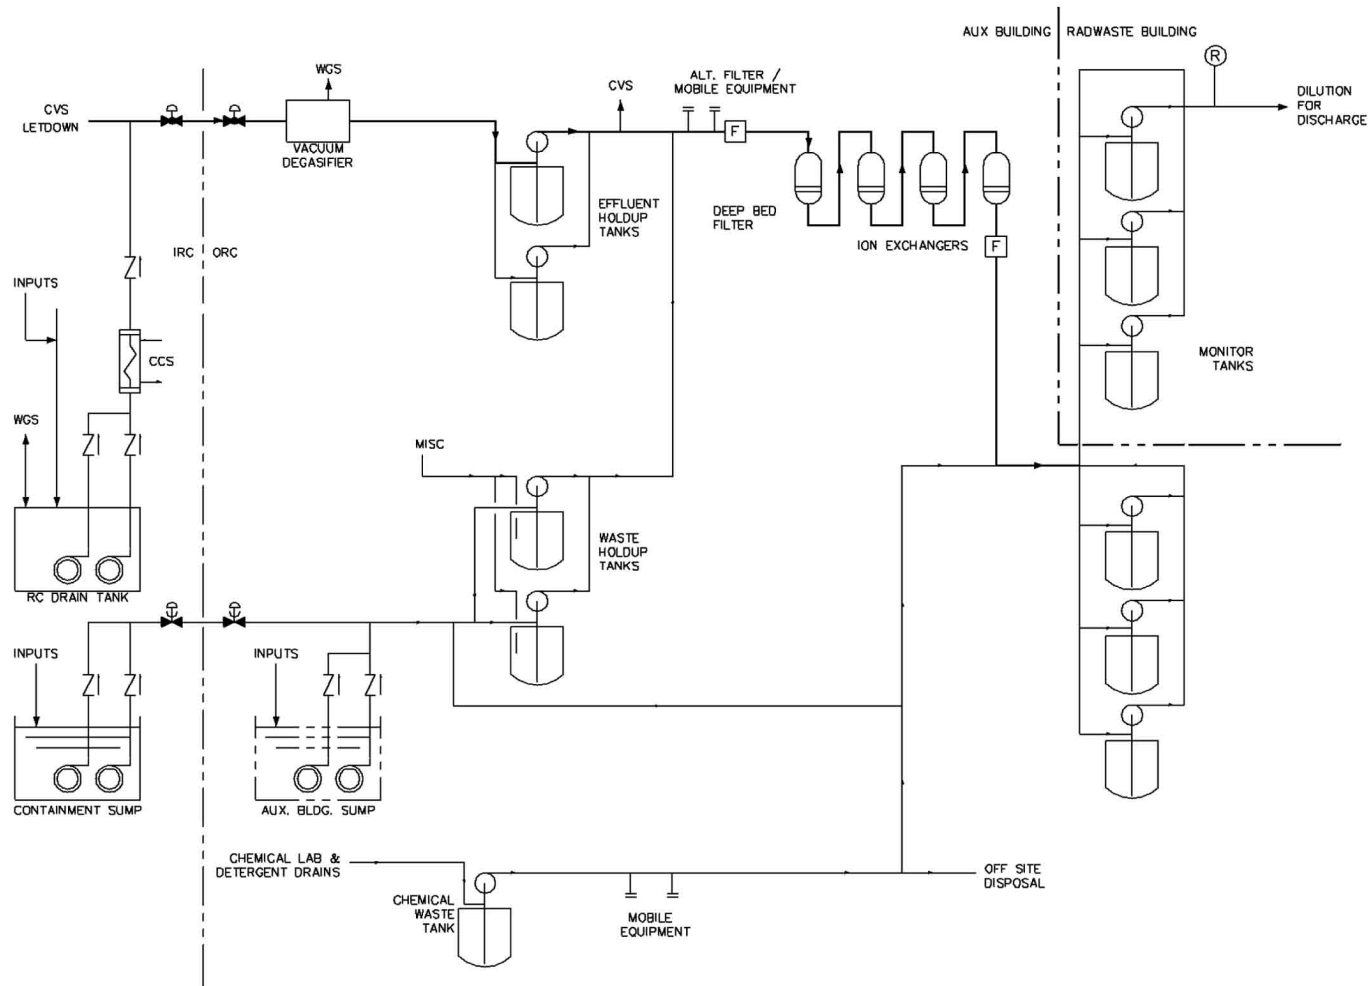 AUX BUILDING
RADWASTE BUILDING
WGS
CVS
ALT. FILTER /
MOBILE EQUIPMENT
R
CVS
LETDOWN
DILUTION
FOR
DISCHARGE
F
VACUUM
DEGASIFIER
EFFLUENT
HOLDUP
TANKS
DEEP BED
FILTER
ION EXCHANGERS
F
IRC
ORC
INPUTS
CCS
MONITOR
TANKS
WGS
MISC
WASTE
HOLDUP
TANKS
RC DRAIN TANK
INPUTS
INPUTS
CONTAINMENT SUMP
AUX. BLDG. SUMP
CHEMICAL LAB &
DETERGENT DRAINS
OFF SITE
DISPOSAL
CHEMICAL
WASTE
TANK
MOBILE
EQUIPMENT